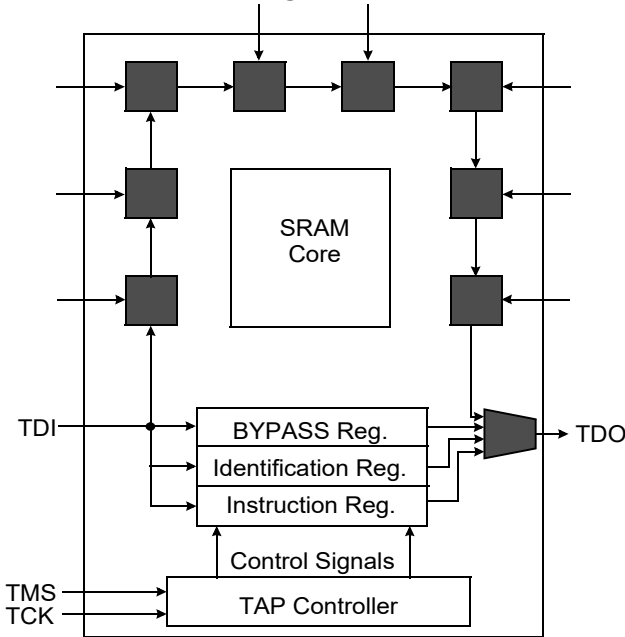 SRAM
Core
TDI
BYPASS Reg.
TDO
Identification Reg.
Instruction Reg.
Control Signals
TMS
TCK
TAP Controller